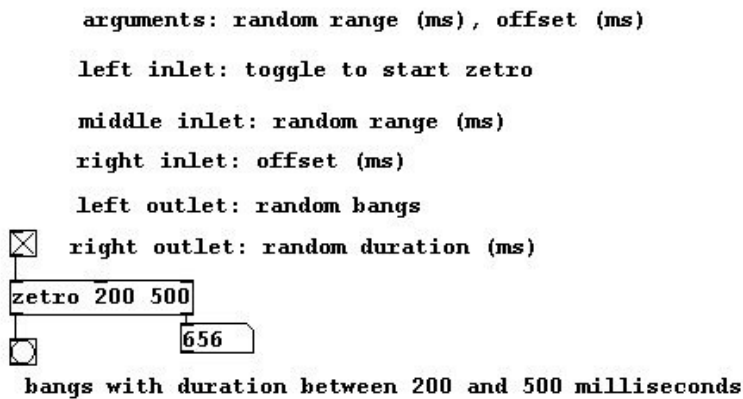 arguments: random range (ms), offset (ms)
left inlet: toggle to start zetro
middle inlet: random range (ms)
right inlet: offset (ms)
left outlet: random bangs
right outlet: random duration (ms)
zetro 200 500
656
bangs with duration between 200 and 500 milliseconds